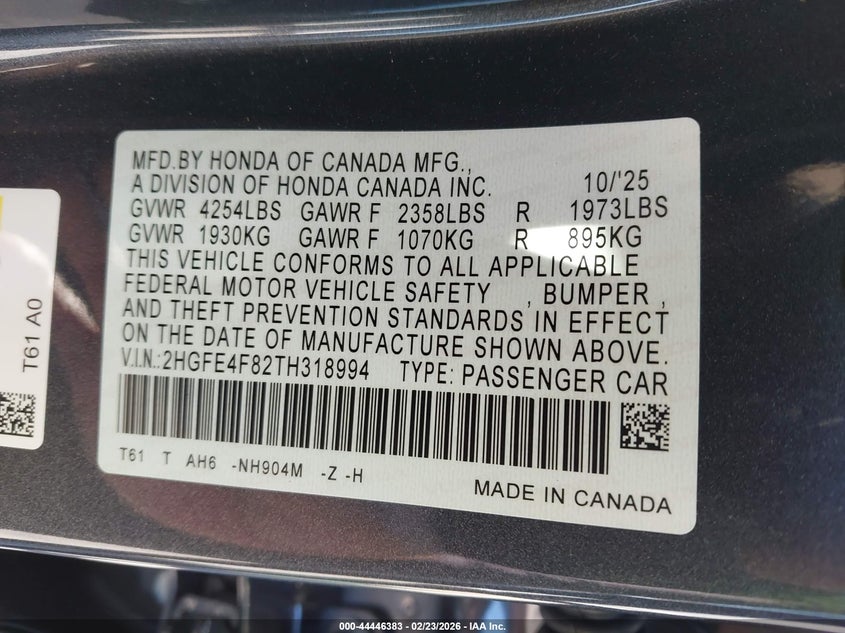 MFD.BY HONDA OF CANADA MFG.,
A DIVISION OF HONDA CANADA INC. 10/'25
GVWR 4254LBS GAWR F 2358LBS R 1973LBS
GVWR 1930KG GAWR F 1070KG R 895KG
THIS VEHICLE CONFORMS TO ALL APPLICABLE
FEDERAL MOTOR VEHICLE SAFETY , BUMPER ,
AND THEFT PREVENTION STANDARDS IN EFFECT
ON THE DATE OF MANUFACTURE SHOWN ABOVE.
V.I.N.:2HGFE4F82TH318994 TYPE: PASSENGER CAR
T61 T AH6 -NH904M -Z -H
MADE IN CANADA
T61 A0
000-44446383 - 02/23/2026 - IAA Inc.